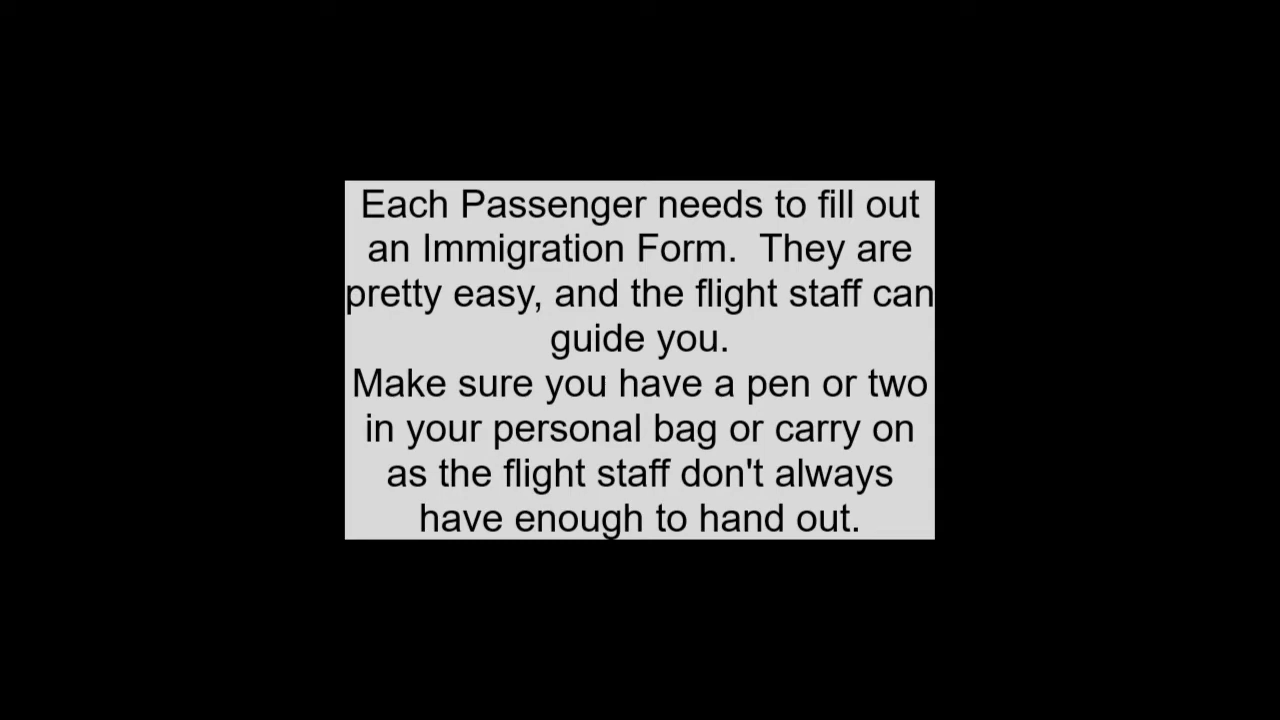 Each Passenger needs to fill out
an Immigration Form.  They are
pretty easy, and the flight staff can
guide you.
Make sure you have a pen or two
in your personal bag or carry on
as the flight staff don't always
have enough to hand out.